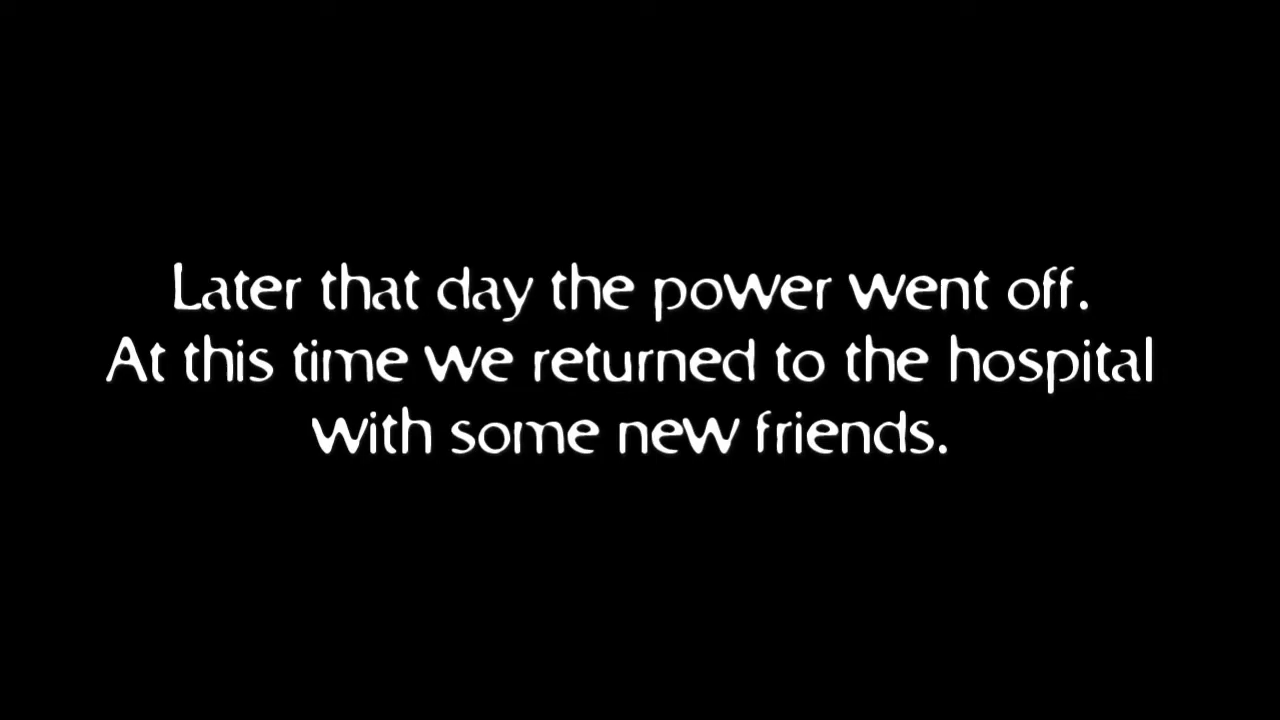 Later that day the power went off.
At this time we returned to the hospital
with some new friends.